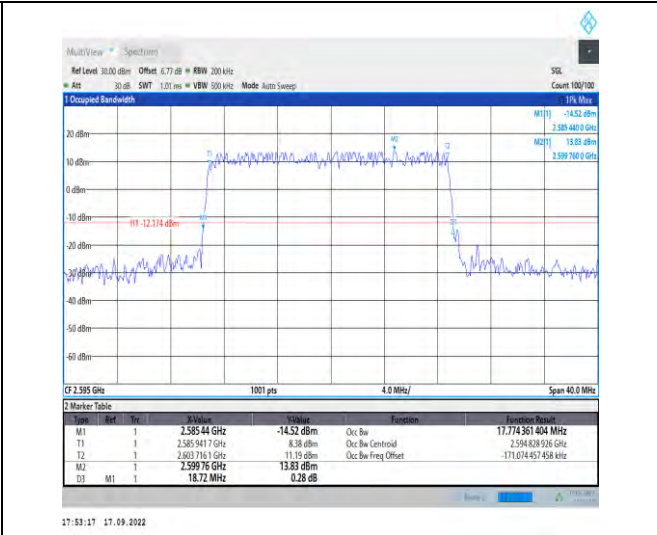 MultiView Spectrum
Ref Level 30.00 dBm Offset 6.77 dB RBW 200 kHz SGL
Att 30 dB SWT 1.01 ms VBW 500 kHz Mode Auto Sweep Count 100/100
1 Occupied Bandwidth 1Pk Max
M1[1] -14.52 dBm
2.585 440 0 GHz
M2[1] 13.83 dBm
2.599 760 0 GHz
20 dBm
M2
T1
T2
10 dBm
0 dBm
-10 dBm
H1 -12.174 dBm
-20 dBm
-30 dBm
-40 dBm
-50 dBm
-60 dBm
CF 2.595 GHz 1001 pts 4.0 MHz/ Span 40.0 MHz
2 Marker Table
Type Ref Trc X-Value Y-Value Function Function Result
M1 1 2.585 44 GHz -14.52 dBm Occ Bw 17.774 361 404 MHz
T1 1 2.585 941 7 GHz 8.38 dBm Occ Bw Centroid 2.594 828 926 GHz
T2 1 2.603 716 1 GHz 11.19 dBm Occ Bw Freq Offset -171.074 457 458 kHz
M2 1 2.599 76 GHz 13.83 dBm
D3 M1 1 18.72 MHz 0.28 dB
17:53:17 17.09.2022